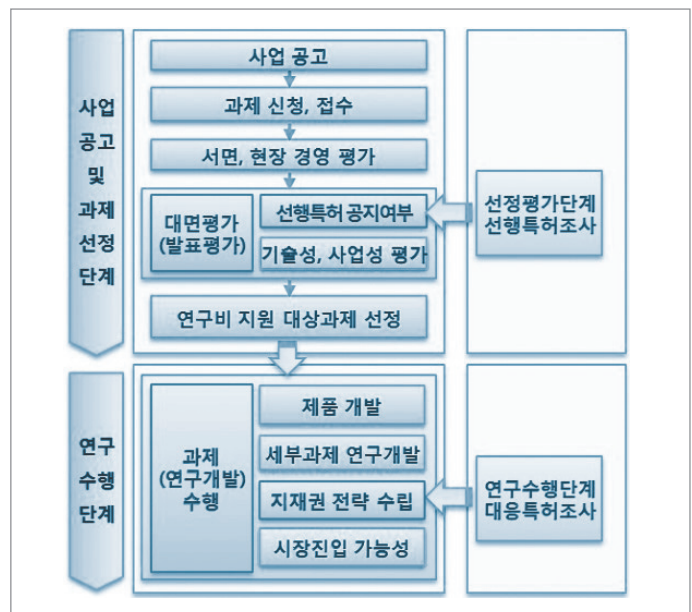 사업
공고
및
과제
선정
단계
사업 공고
과제 신청, 접수
서면, 현장 경영 평가
대면평가
(발표평가)
선행특허 공지여부
기술성, 사업성 평가
연구비 지원 대상과제 선정
선정평가단계
선행특허조사
연구
수행
단계
과제
(연구개발)
수행
제품 개발
세부과제 연구개발
지재권 전략 수립
시장진입 가능성
연구수행단계
대응특허조사